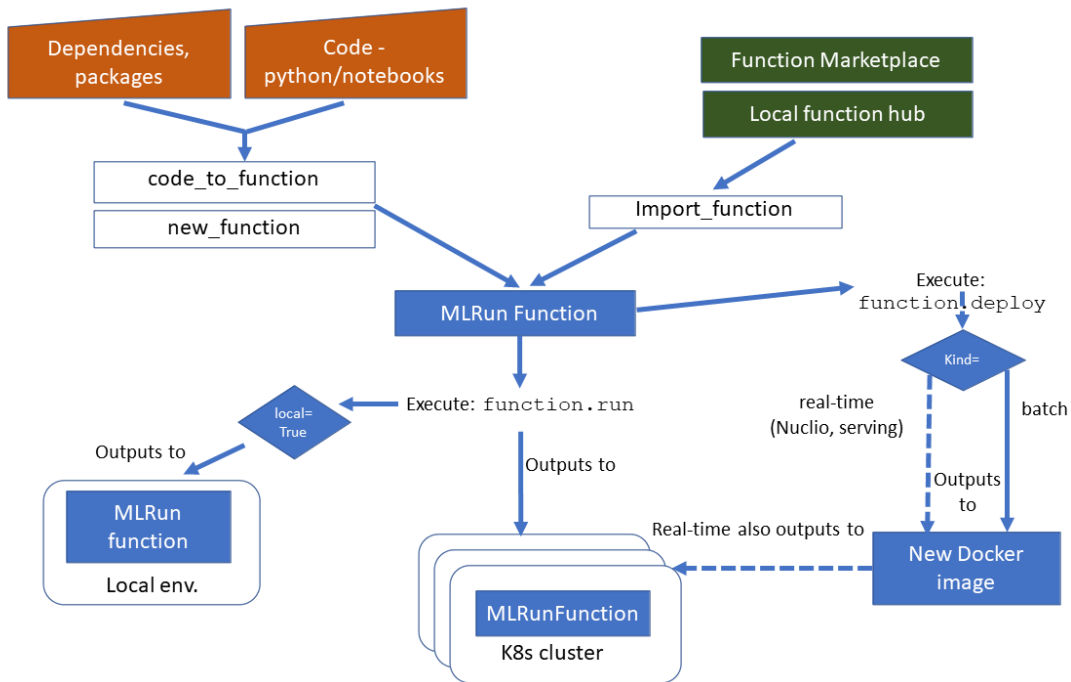 Dependencies,
packages
Code -
python/notebooks
Function Marketplace
Local function hub
code_to_function
new_function
Import_function
MLRun Function
Execute:
function.deploy
Kind=
local=
True
Execute: function.run
real-time
(Nuclio, serving)
batch
Outputs to
Outputs to
Outputs
to
MLRun
function
Local env.
Real-time also outputs to
New Docker
image
MLRunFunction
K8s cluster